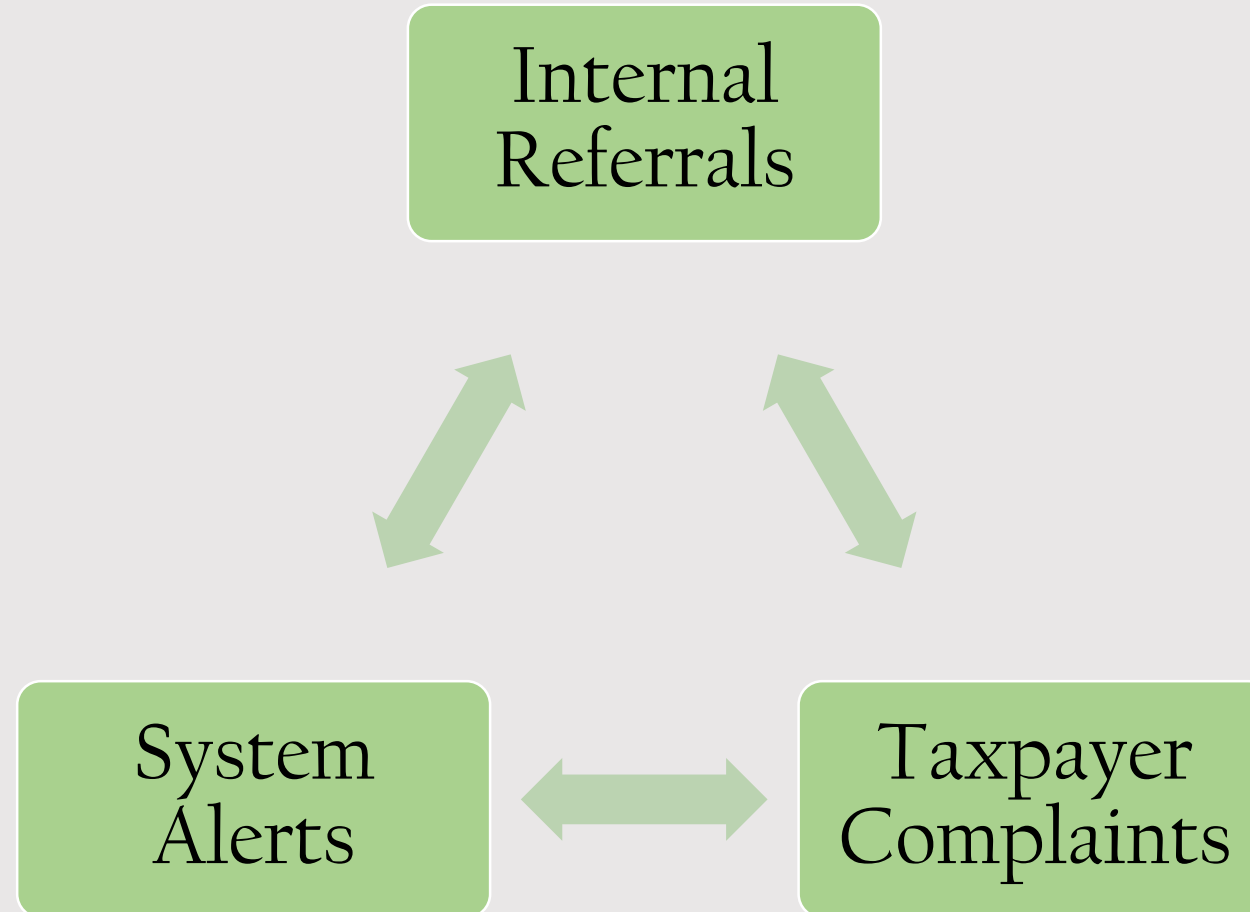 Internal
Referrals
System
Alerts
Taxpayer
Complaints